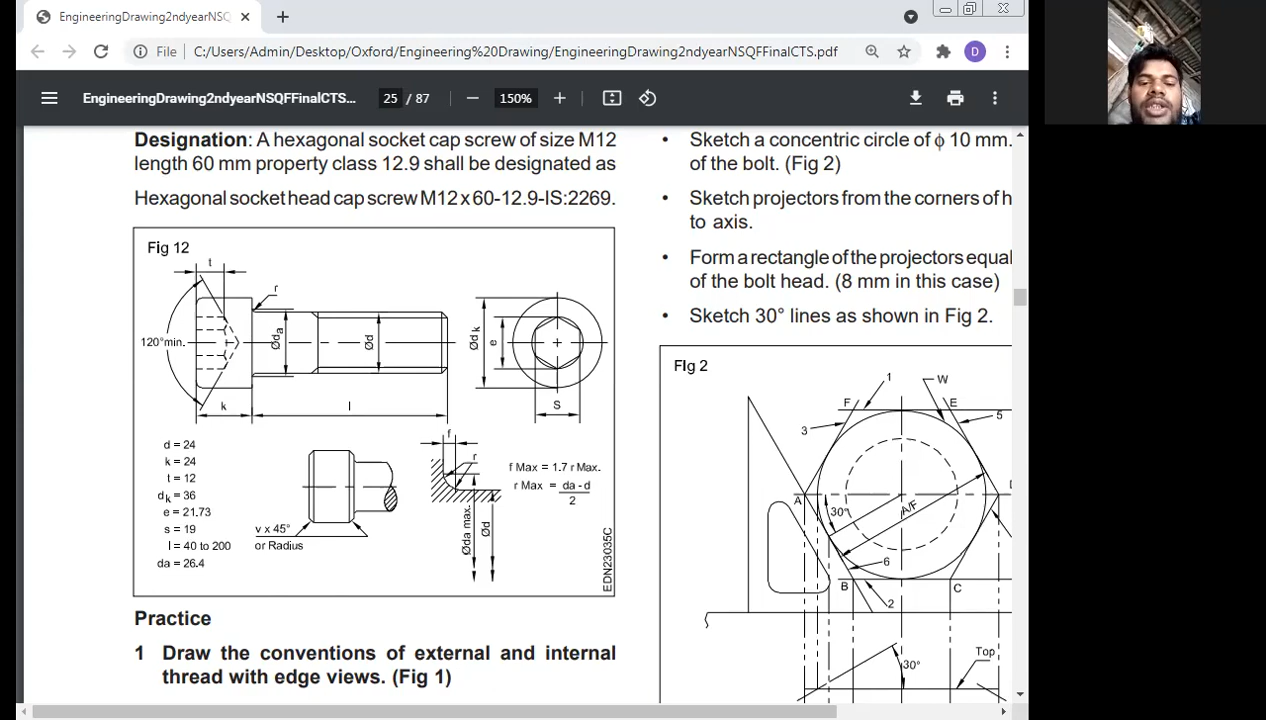 EngineeringDrawing2ndyearNSQ
File
C:/Users/Admin/Desktop/Oxford/Engineering%20Drawing/EngineeringDrawing2ndyearNSQFFinalCTS.pdf
D
EngineeringDrawing2ndyearNSQFFinalCTS...
25 / 87
150%
Designation: A hexagonal socket cap screw of size M12
length 60 mm property class 12.9 shall be designated as
Hexagonal socket head cap screw M12 x 60-12.9-IS:2269.
Fig 12
t
r
120°min.
Øda
Ød
Ødk
e
k
l
S
d = 24
k = 24
t = 12
dk = 36
e = 21.73
s = 19
l = 40 to 200
da = 26.4
v x 45°
or Radius
f
r
Øda max.
Ød
f Max = 1.7 r Max.
r Max = da - d
2
EDN23035C
Practice
1 Draw the conventions of external and internal
thread with edge views. (Fig 1)
• Sketch a concentric circle of ϕ 10 mm.
of the bolt. (Fig 2)
• Sketch projectors from the corners of h
to axis.
• Form a rectangle of the projectors equal
of the bolt head. (8 mm in this case)
• Sketch 30° lines as shown in Fig 2.
FIg 2
1
W
F
E
3
5
A
30°
A/F
6
B
C
2
30°
Top